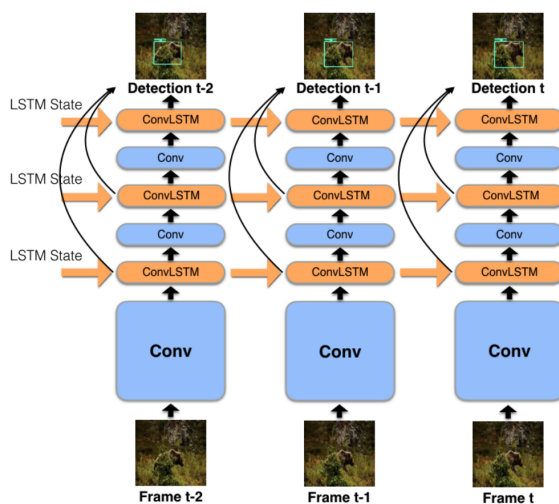 Detection t-2
Detection t-1
Detection t
LSTM State
ConvLSTM
ConvLSTM
ConvLSTM
Conv
Conv
Conv
LSTM State
ConvLSTM
ConvLSTM
ConvLSTM
Conv
Conv
Conv
LSTM State
ConvLSTM
ConvLSTM
ConvLSTM
Conv
Conv
Conv
Frame t-2
Frame t-1
Frame t